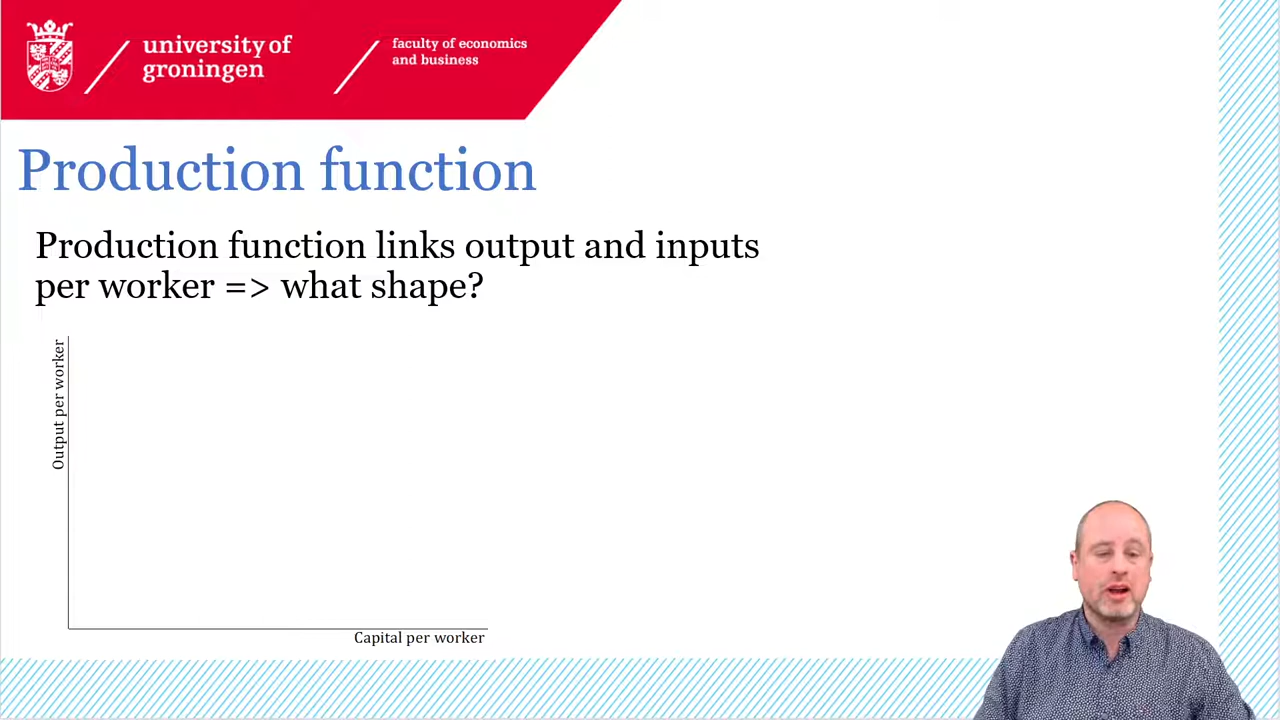 university of
groningen
faculty of economics
and business
Production function
Production function links output and inputs
per worker => what shape?
Output per worker
Capital per worker